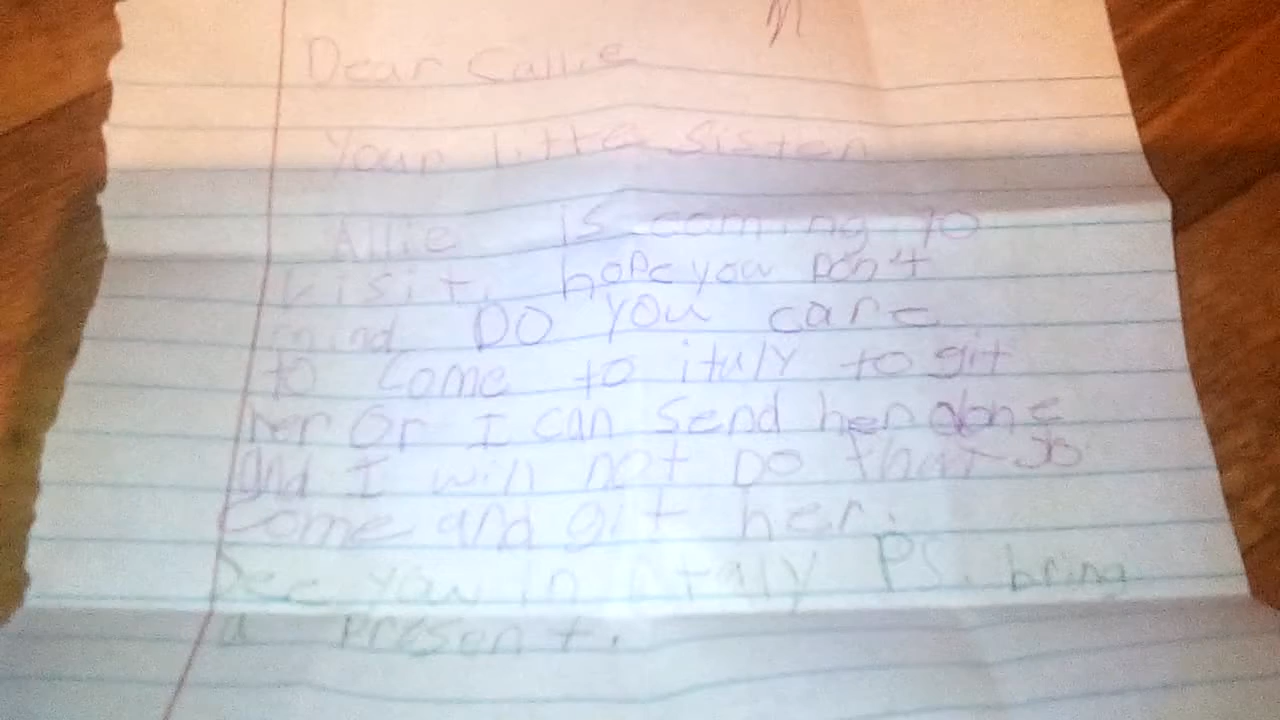 Dear Callie
Your little Sister
Allie is coming to
visit. hope you Don't
mind DO YOU care
to Come to italy to git
her Or I can Send her alone
and I will not DO that so
Come and git her.
See you in Italy PS. bring
a present.